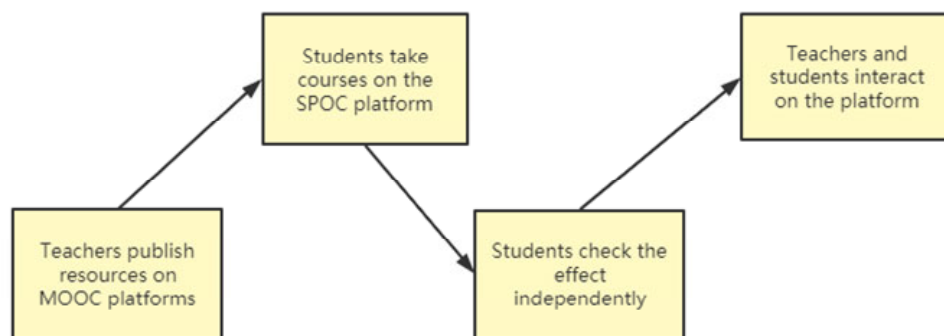 Students take
courses on the
SPOC platform
Teachers and
students interact
on the platform
Teachers publish
resources on
MOOC platforms
Students check the
effect
independently